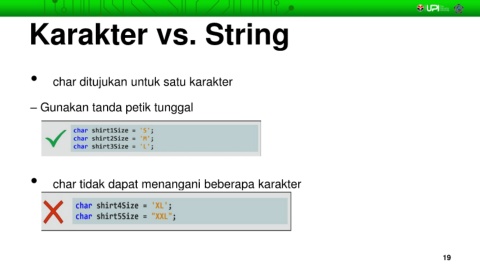 UPI
Karakter vs. String
• char ditujukan untuk satu karakter
– Gunakan tanda petik tunggal
char shirt1Size = 'S';
char shirt2Size = 'M';
char shirt3Size = 'L';
• char tidak dapat menangani beberapa karakter
char shirt4Size = 'XL';
char shirt5Size = "XXL";
19